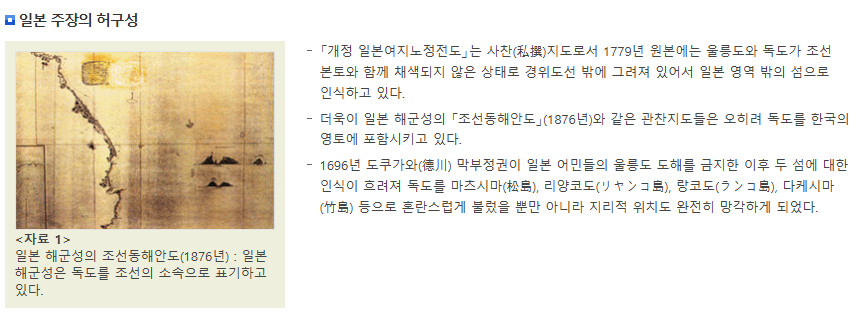 일본 주장의 허구성
- 「개정 일본여지노정전도」는 사찬(私撰)지도로서 1779년 원본에는 울릉도와 독도가 조선
본토와 함께 채색되지 않은 상태로 경위도선 밖에 그려져 있어서 일본 영역 밖의 섬으로
인식하고 있다.
- 더욱이 일본 해군성의 「조선동해안도」(1876년)와 같은 관찬지도들은 오히려 독도를 한국의
영토에 포함시키고 있다.
- 1696년 도쿠가와(德川) 막부정권이 일본 어민들의 울릉도 도해를 금지한 이후 두 섬에 대한
인식이 흐려져 독도를 마츠시마(松島), 리양코도(リヤンコ島), 랑코도(ランコ島), 다케시마
(竹島) 등으로 혼란스럽게 불렀을 뿐만 아니라 지리적 위치도 완전히 망각하게 되었다.
<자료 1>
일본 해군성의 조선동해안도(1876년) : 일본
해군성은 독도를 조선의 소속으로 표기하고
있다.